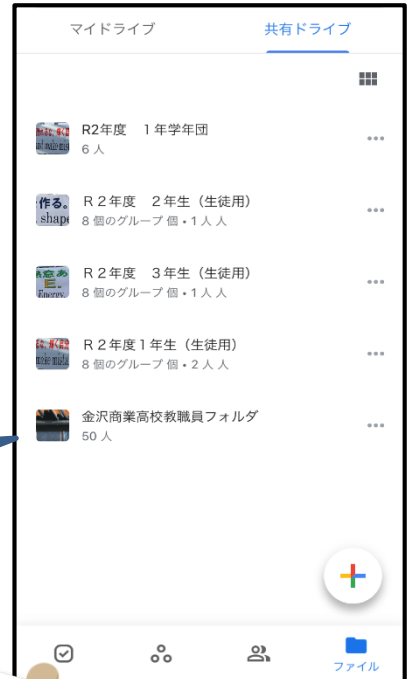 マイドライブ
共有ドライブ
R2年度　１年学年団
6 人
Ｒ２年度　２年生（生徒用）
8 個のグループ 個 • 1 人 人
作る。
shape
Ｒ２年度　３年生（生徒用）
8 個のグループ 個 • 1 人 人
E.
Energy.
Ｒ２年度１年生（生徒用）
8 個のグループ 個 • 2 人 人
金沢商業高校教職員フォルダ
50 人
ファイル